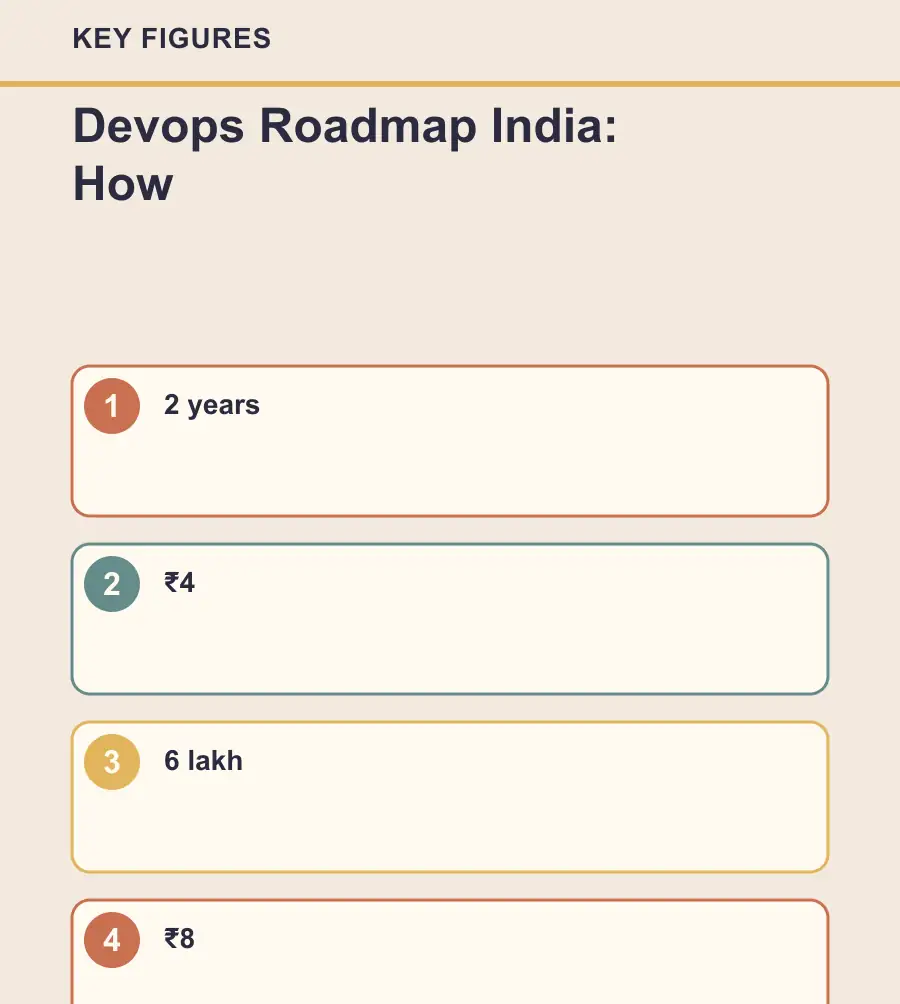 KEY FIGURES
Devops Roadmap India:
How
1 2 years
2 ₹4
3 6 lakh
4 ₹8